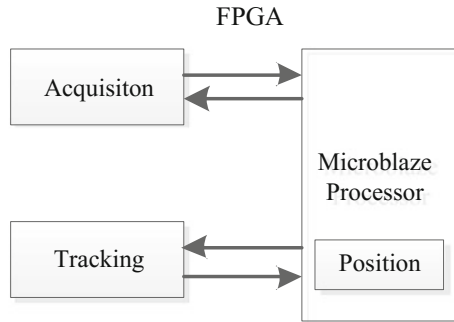 FPGA
Acquisiton
Microblaze
Processor
Tracking
Position